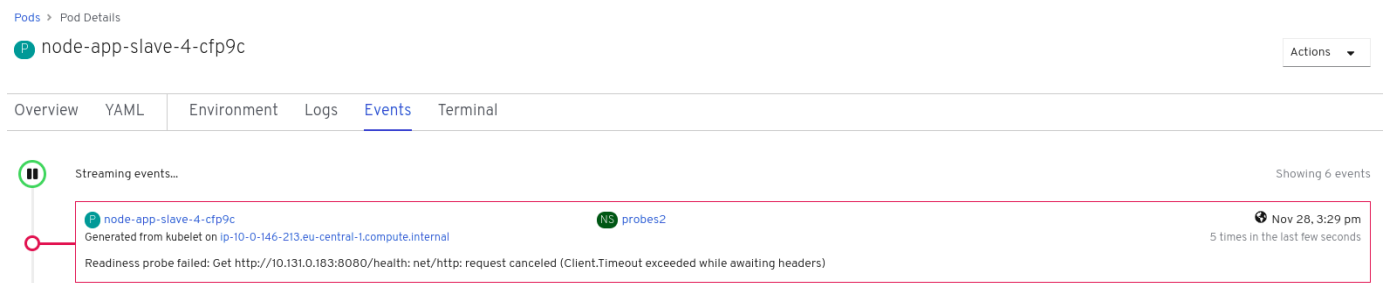 Pods > Pod Details
P node-app-slave-4-cfp9c
Actions
Overview YAML Environment Logs Events Terminal
Streaming events... Showing 6 events
P node-app-slave-4-cfp9c NS probes2 Nov 28, 3:29 pm
Generated from kubelet on ip-10-0-146-213.eu-central-1.compute.internal 5 times in the last few seconds
Readiness probe failed: Get http://10.131.0.183:8080/health: net/http: request canceled (Client.Timeout exceeded while awaiting headers)